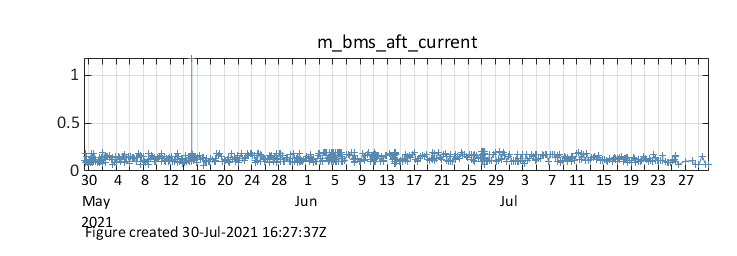 m_bms_aft_current
1
0.5
0
30 4 8 12 16 20 24 28 1 5 9 13 17 21 25 29 3 7 11 15 19 23 27
May Jun Jul
2021
Figure created 30-Jul-2021 16:27:37Z